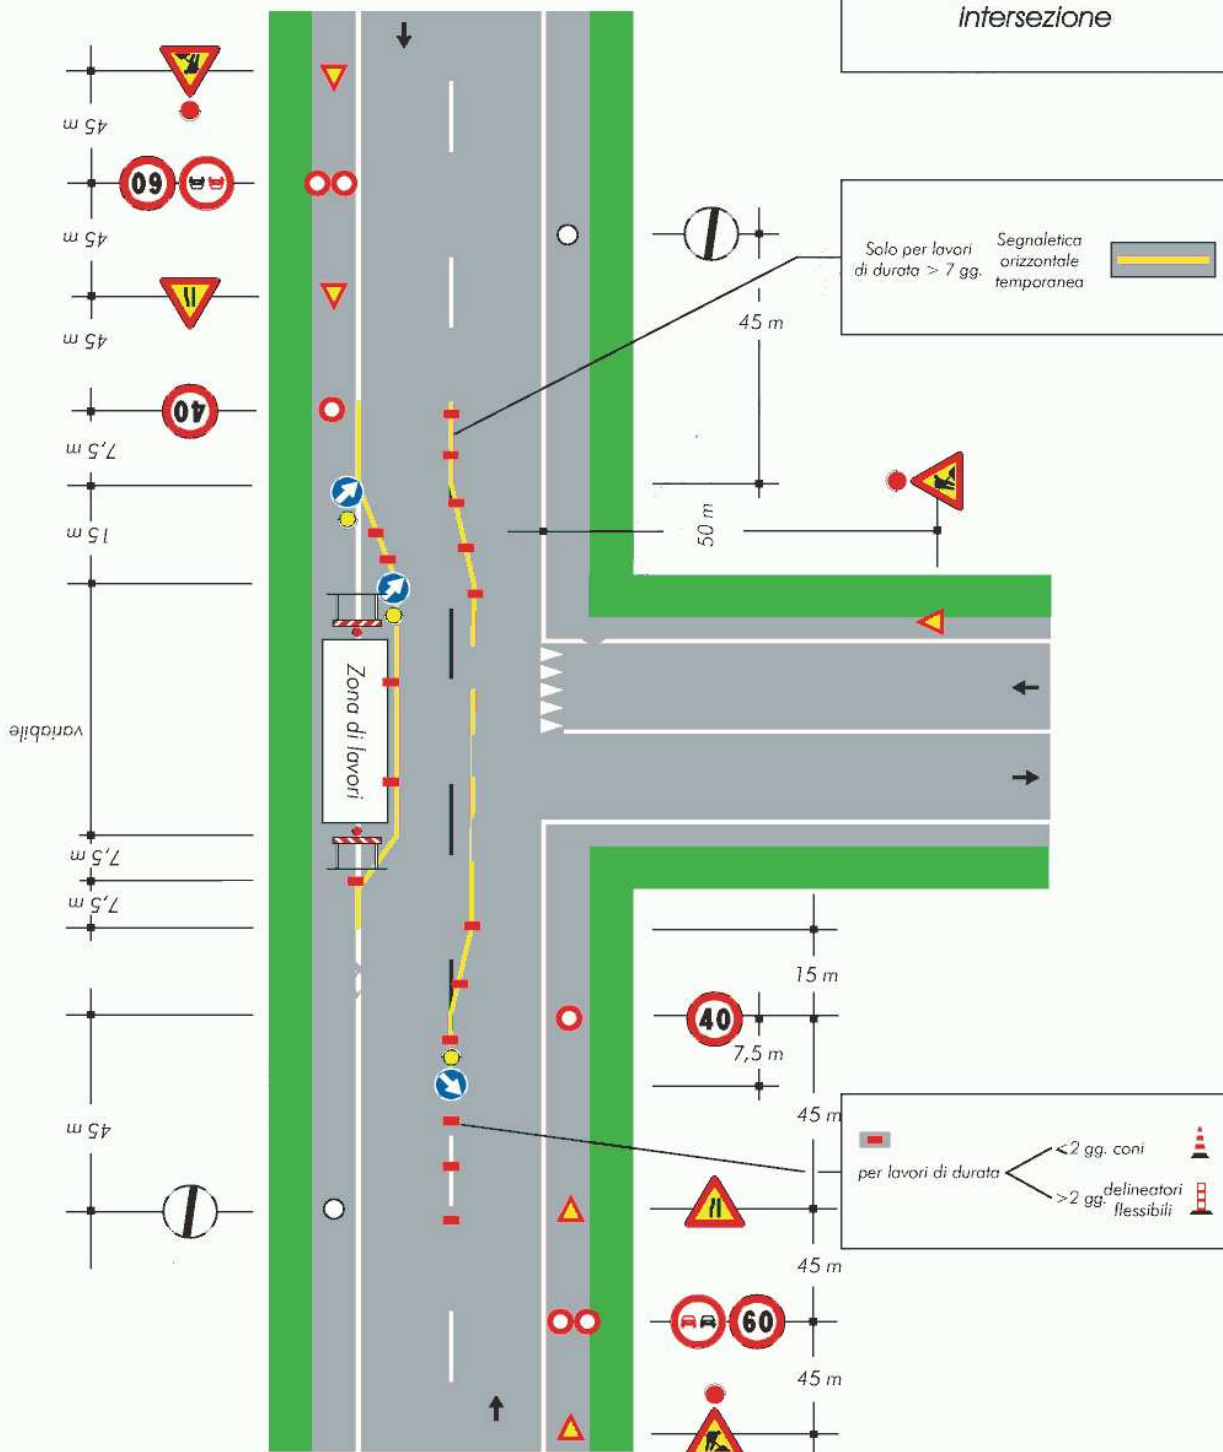 intersezione
45 m
60
45 m
45 m
40
7,5 m
15 m
variabile
7,5 m
7,5 m
45 m
Zona di lavori
Solo per lavori
di durata > 7 gg.
Segnaletica
orizzontale
temporanea
45 m
50 m
15 m
40
7,5 m
45 m
per lavori di durata
<2 gg. coni
>2 gg. delineatori
flessibili
45 m
60
45 m